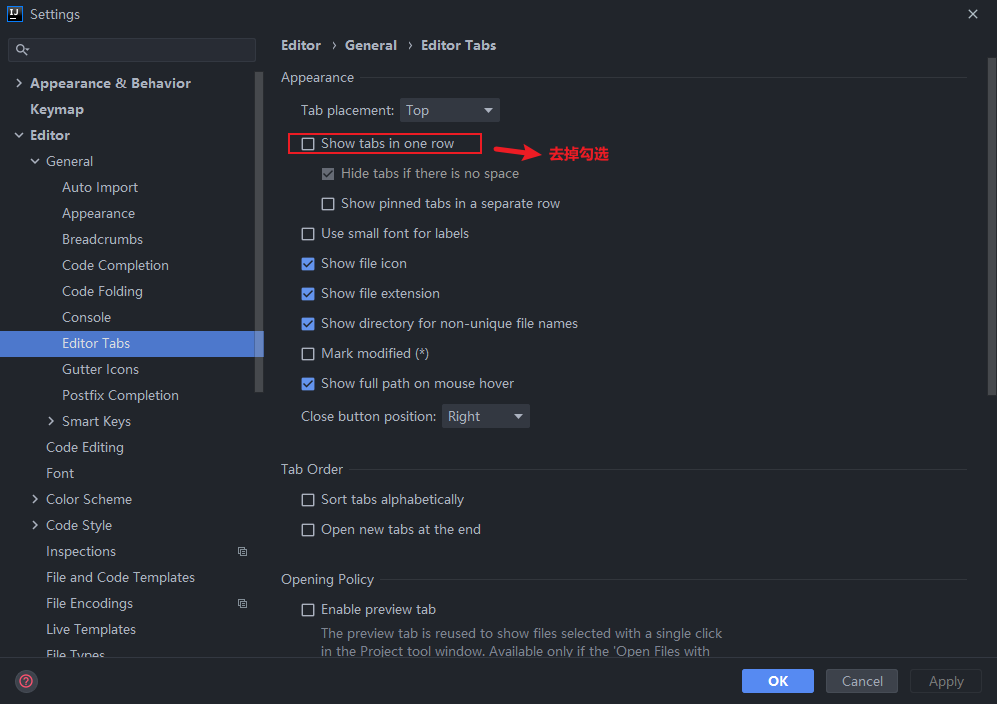 Settings
Editor › General › Editor Tabs
Appearance & Behavior
Keymap
Editor
General
Auto Import
Appearance
Breadcrumbs
Code Completion
Code Folding
Console
Editor Tabs
Gutter Icons
Postfix Completion
Smart Keys
Code Editing
Font
Color Scheme
Code Style
Inspections
File and Code Templates
File Encodings
Live Templates
File Types
Appearance
Tab placement: Top
Show tabs in one row
去掉勾选
Hide tabs if there is no space
Show pinned tabs in a separate row
Use small font for labels
Show file icon
Show file extension
Show directory for non-unique file names
Mark modified (*)
Show full path on mouse hover
Close button position: Right
Tab Order
Sort tabs alphabetically
Open new tabs at the end
Opening Policy
Enable preview tab
The preview tab is reused to show files selected with a single click
in the Project tool window. Available only if the 'Open Files with
?
OK Cancel Apply